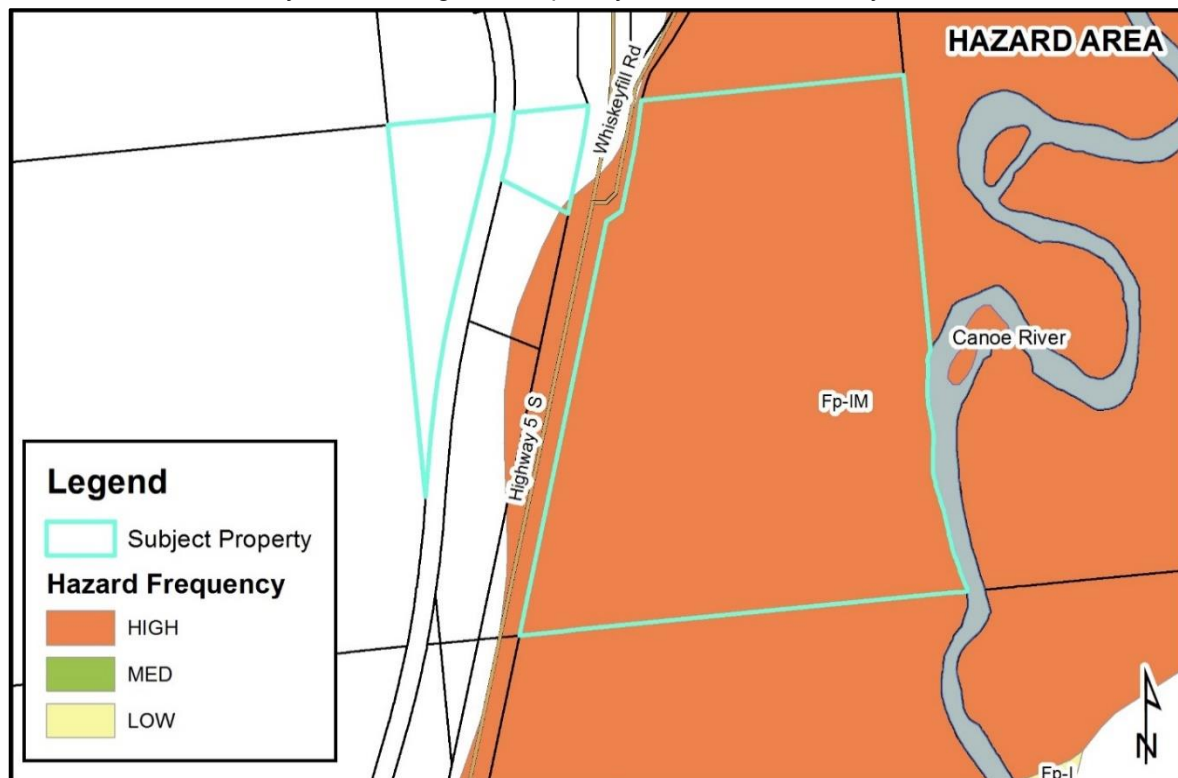 HAZARD AREA
Whiskeyfill Rd
Canoe River
Fp-IM
Highway 5 S
Legend
Subject Property
Hazard Frequency
HIGH
MED
LOW
N